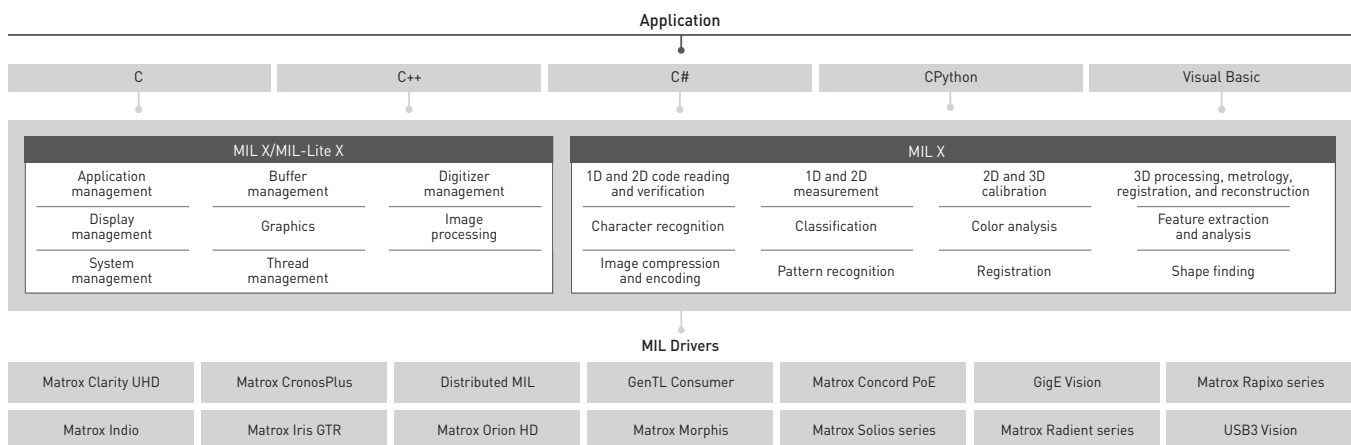 Application
C
C++
C#
CPython
Visual Basic
MIL X/MIL-Lite X
Application
management
Buffer
management
Digitizer
management
Display
management
Graphics
Image
processing
System
management
Thread
management
MIL X
1D and 2D code reading
and verification
1D and 2D
measurement
2D and 3D
calibration
3D processing, metrology,
registration, and reconstruction
Character recognition
Classification
Color analysis
Feature extraction
and analysis
Image compression
and encoding
Pattern recognition
Registration
Shape finding
MIL Drivers
Matrox Clarity UHD
Matrox CronosPlus
Distributed MIL
GenTL Consumer
Matrox Concord PoE
GigE Vision
Matrox Rapixo series
Matrox Indio
Matrox Iris GTR
Matrox Orion HD
Matrox Morphis
Matrox Solios series
Matrox Radient series
USB3 Vision